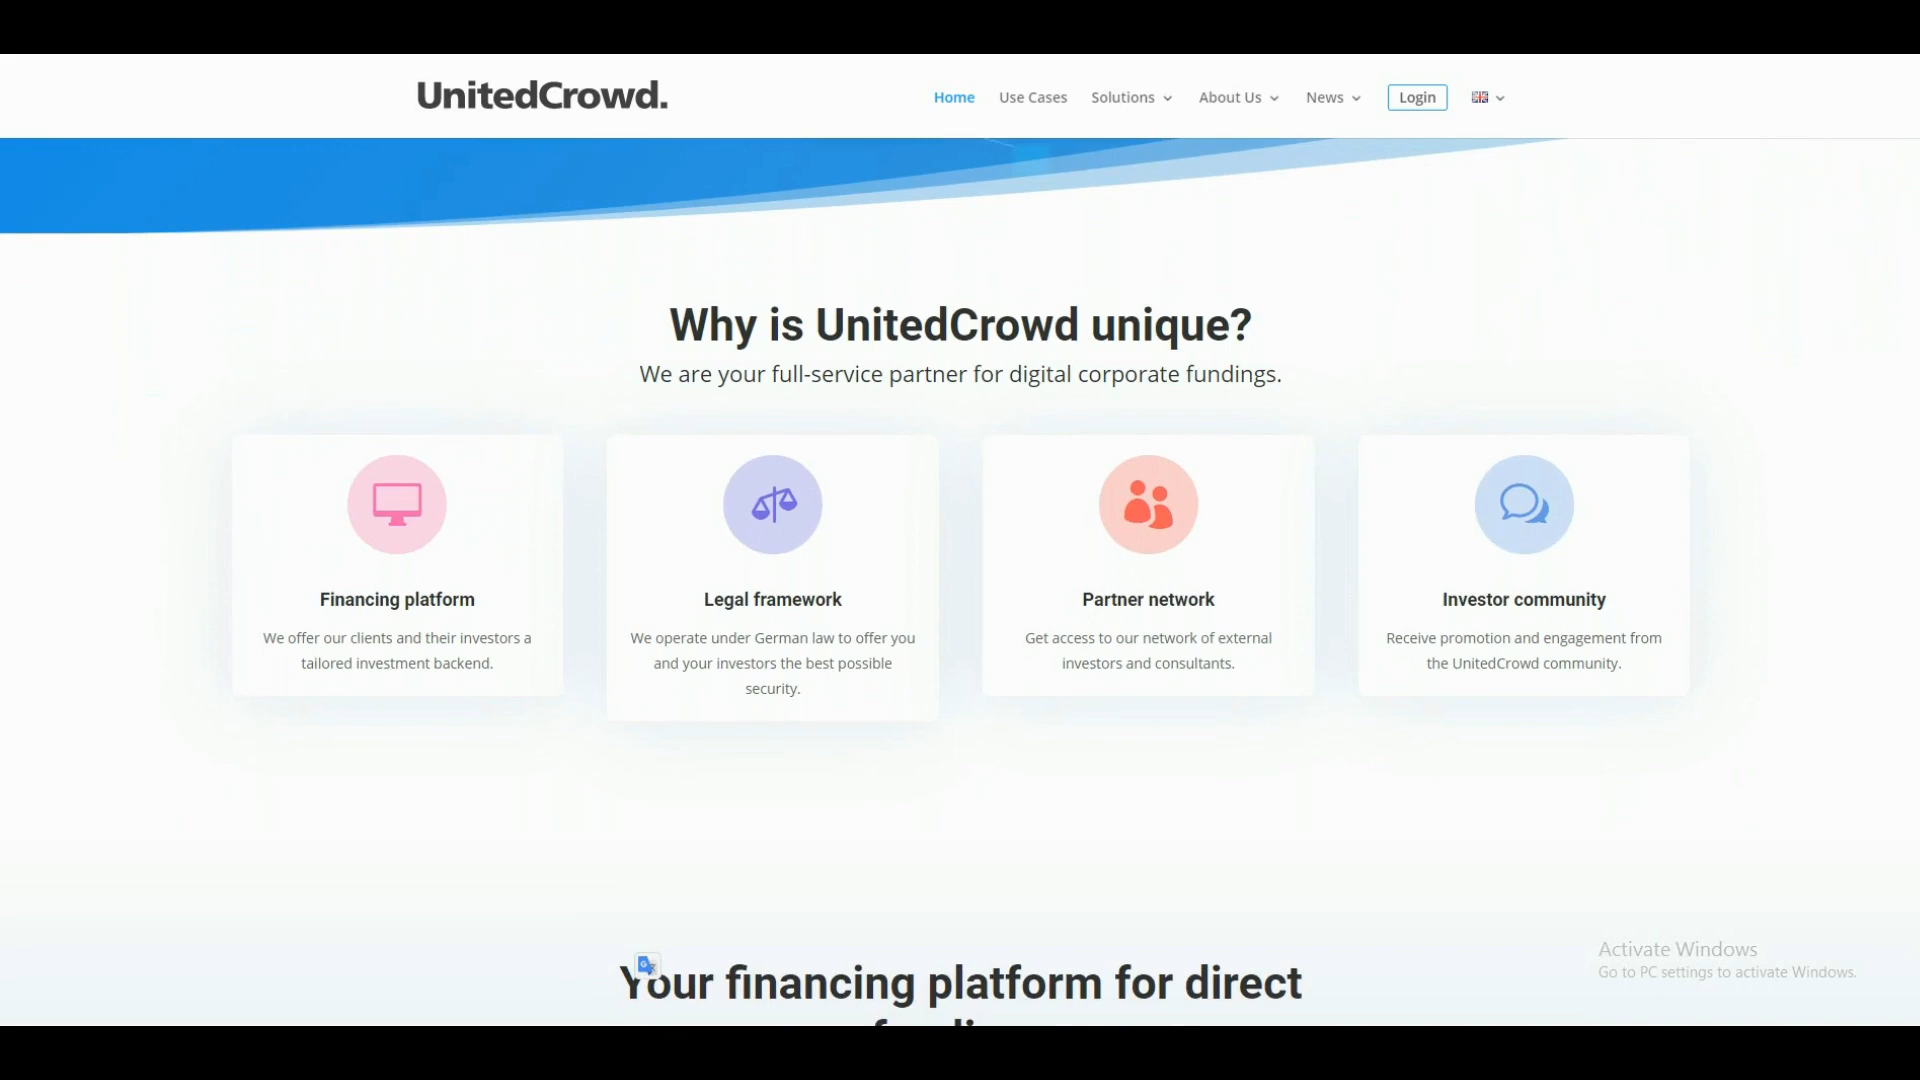 UnitedCrowd.
Home Use Cases Solutions About Us News Login
Why is UnitedCrowd unique?
We are your full-service partner for digital corporate fundings.
Financing platform
We offer our clients and their investors a
tailored investment backend.
Legal framework
We operate under German law to offer you
and your investors the best possible
security.
Partner network
Get access to our network of external
investors and consultants.
Investor community
Receive promotion and engagement from
the UnitedCrowd community.
Your financing platform for direct
Activate Windows
Go to PC settings to activate Windows.